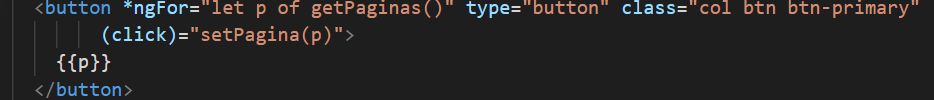 <button *ngFor="let p of getPaginas()" type="button" class="col btn btn-primary"
(click)="setPagina(p)">
{{p}}
</button>